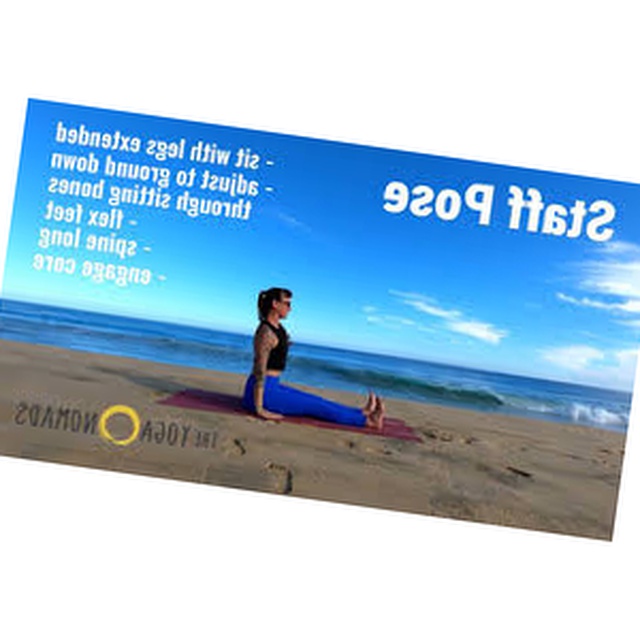 Staff Pose
- sit with legs extended
- adjust to ground down
through sitting bones
- flex feet
- spine long
- engage core
THE YOGA NOMADS